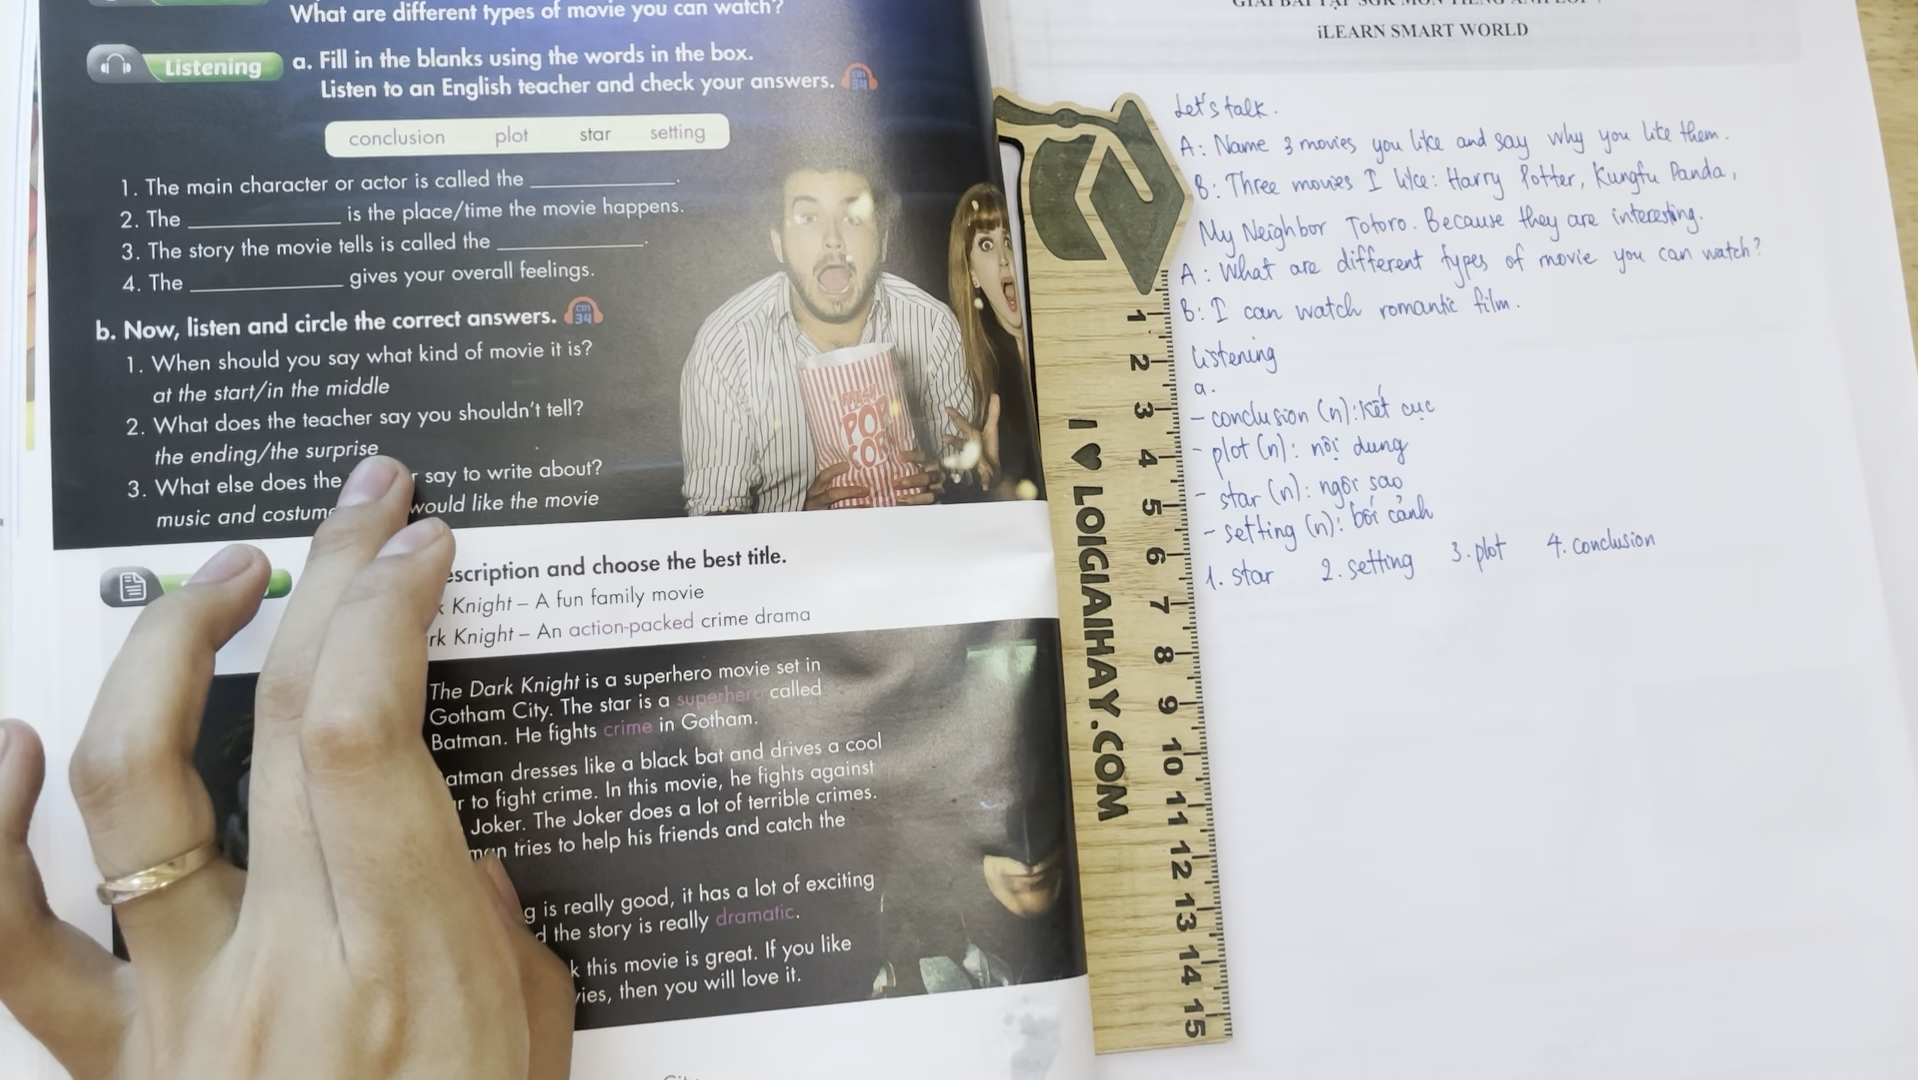 What are different types of movie you can watch?
Listening
a. Fill in the blanks using the words in the box.
Listen to an English teacher and check your answers.
conclusion plot star setting
1. The main character or actor is called the ____________.
2. The ____________ is the place/time the movie happens.
3. The story the movie tells is called the ____________.
4. The ____________ gives your overall feelings.
b. Now, listen and circle the correct answers.
1. When should you say what kind of movie it is?
at the start/in the middle
2. What does the teacher say you shouldn't tell?
the ending/the surprise
3. What else does the say to write about?
music and costume would like the movie
POP
CORN
escription and choose the best title.
k Knight – A fun family movie
rk Knight – An action-packed crime drama
The Dark Knight is a superhero movie set in
Gotham City. The star is a superhero called
Batman. He fights crime in Gotham.
atman dresses like a black bat and drives a cool
r to fight crime. In this movie, he fights against
Joker. The Joker does a lot of terrible crimes.
man tries to help his friends and catch the
g is really good, it has a lot of exciting
d the story is really dramatic.
k this movie is great. If you like
vies, then you will love it.
I ♥ LOIGIAIHAY.COM
1 2 3 4 5 6 7 8 9 10 11 12 13 14 15
iLEARN SMART WORLD
Let's talk.
A: Name 3 movies you like and say why you like them.
B: Three movies I like: Harry Potter, Kungfu Panda,
My Neighbor Totoro. Because they are interesting.
A: What are different types of movie you can watch?
B: I can watch romantic film.
Listening
a.
- conclusion (n): kết cục
- plot (n): nội dung
- star (n): ngôi sao
- setting (n): bối cảnh
1. star 2. setting 3. plot 4. conclusion